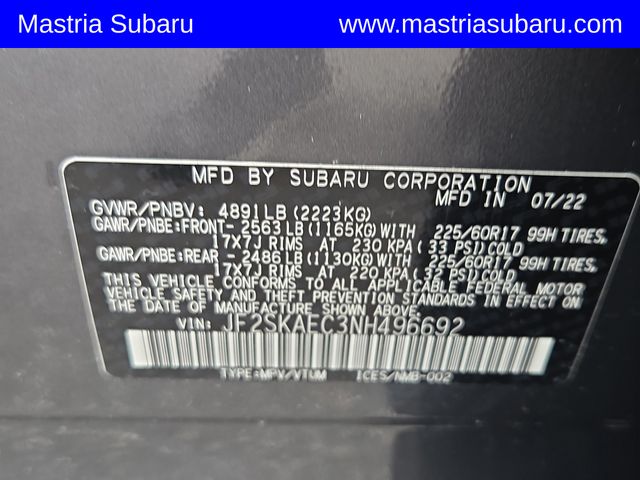 Mastria Subaru
www.mastriasubaru.com
MFD BY SUBARU CORPORATION
MFD IN 07/22
GVWR/PNBV: 4891LB(2223KG)
GAWR/PNBE:FRONT- 2563LB(1165KG)WITH 225/60R17 99H TIRES,
17X7J RIMS AT 230 KPA(33 PSI)COLD
GAWR/PNBE:REAR - 2486LB(1130KG)WITH 225/60R17 99H TIRES,
17X7J RIMS AT 220 KPA(32 PSI)COLD
THIS VEHICLE CONFORMS TO ALL APPLICABLE FEDERAL MOTOR
VEHICLE SAFETY AND THEFT PREVENTION STANDARDS IN EFFECT ON
THE DATE OF MANUFACTURE SHOWN ABOVE.
VIN: JF2SKAEC3NH496692
TYPE:MPV/VTUM ICES/NMB-002